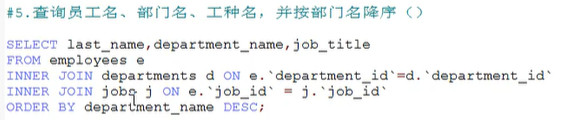 #5.查询员工名、部门名、工种名，并按部门名降序（）
SELECT last_name,department_name,job_title
FROM employees e
INNER JOIN departments d ON e.`department_id`=d.`department_id`
INNER JOIN jobs j ON e.`job_id` = j.`job_id`
ORDER BY department_name DESC;